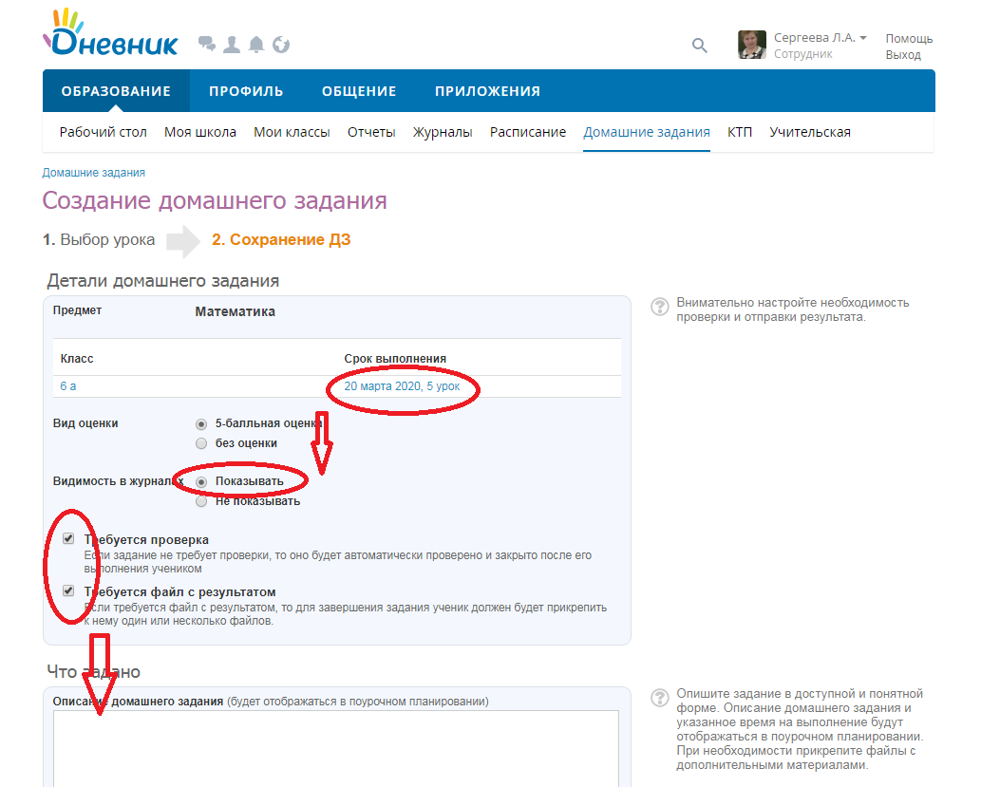 Дневник
Сергеева Л.А.
Сотрудник
Помощь
Выход
ОБРАЗОВАНИЕ ПРОФИЛЬ ОБЩЕНИЕ ПРИЛОЖЕНИЯ
Рабочий стол Моя школа Мои классы Отчеты Журналы Расписание Домашние задания КТП Учительская
Домашние задания
Создание домашнего задания
1. Выбор урока 2. Сохранение ДЗ
Детали домашнего задания
Предмет Математика
Класс Срок выполнения
6 а 20 марта 2020, 5 урок
Вид оценки 5-балльная оценка
без оценки
Видимость в журналах Показывать
Не показывать
Требуется проверка
Если задание не требует проверки, то оно будет автоматически проверено и закрыто после его
выполнения учеником
Требуется файл с результатом
Если требуется файл с результатом, то для завершения задания ученик должен будет прикрепить
к нему один или несколько файлов.
Внимательно настройте необходимость
проверки и отправки результата.
Что задано
Описание домашнего задания (будет отображаться в поурочном планировании)
Опишите задание в доступной и понятной
форме. Описание домашнего задания и
указанное время на выполнение будут
отображаться в поурочном планировании.
При необходимости прикрепите файлы с
дополнительными материалами.